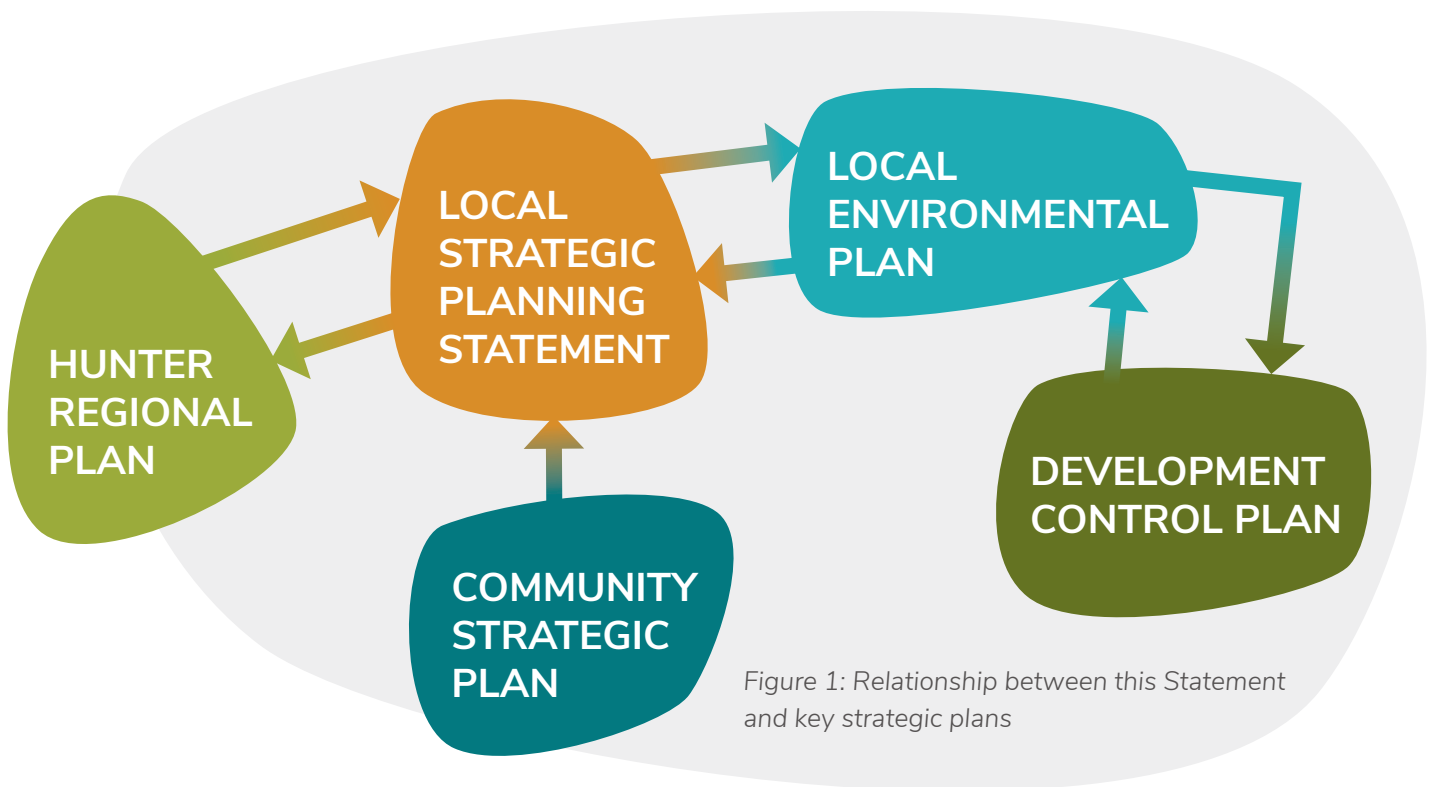 HUNTER
REGIONAL
PLAN
LOCAL
STRATEGIC
PLANNING
STATEMENT
COMMUNITY
STRATEGIC
PLAN
LOCAL
ENVIRONMENTAL
PLAN
DEVELOPMENT
CONTROL PLAN
Figure 1: Relationship between this Statement
and key strategic plans